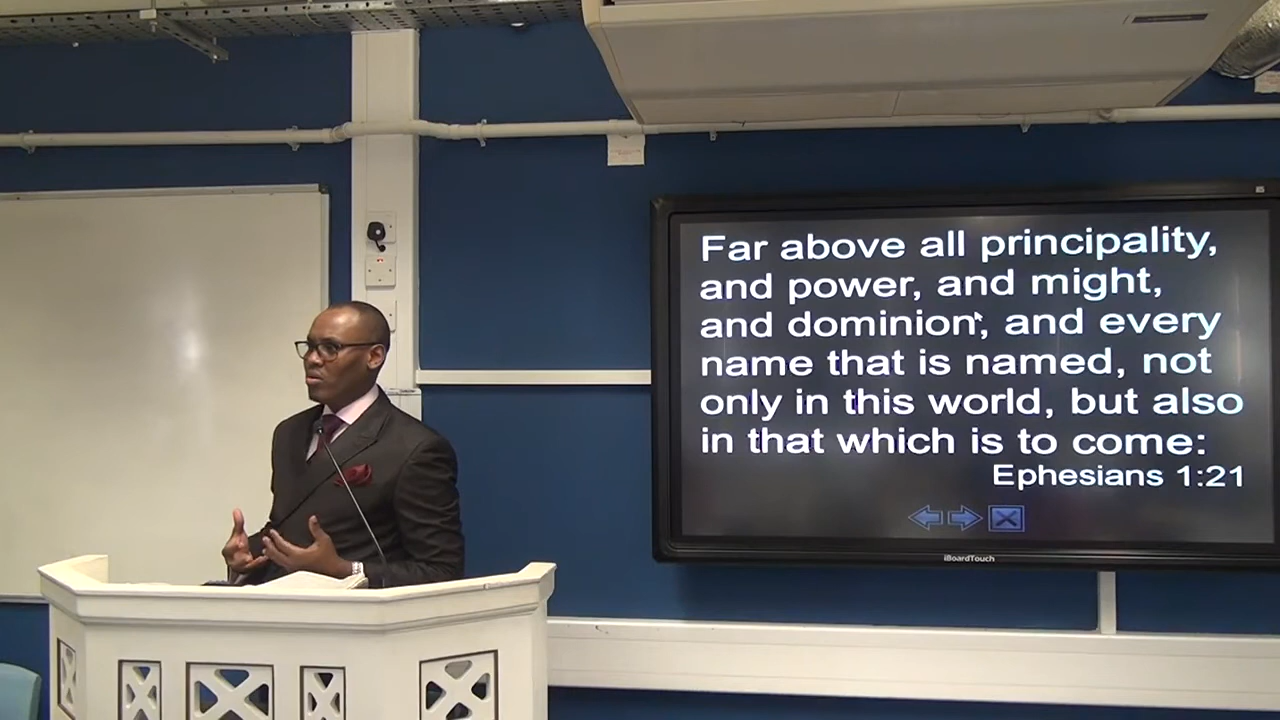 Far above all principality,
and power, and might,
and dominion, and every
name that is named, not
only in this world, but also
in that which is to come:
Ephesians 1:21
iBoardTouch